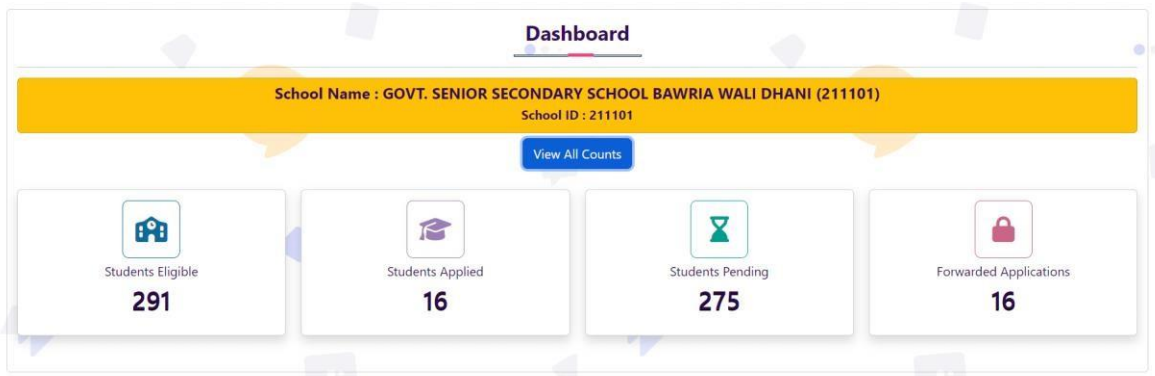 Dashboard
School Name : GOVT. SENIOR SECONDARY SCHOOL BAWRIA WALI DHANI (211101)
School ID : 211101
View All Counts
Students Eligible
291
Students Applied
16
Students Pending
275
Forwarded Applications
16